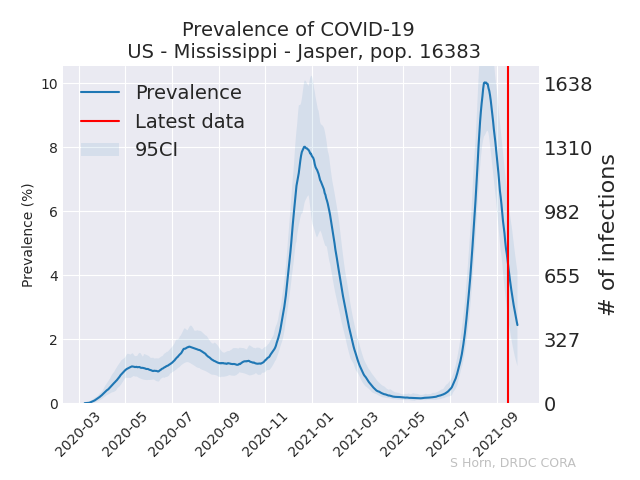 Prevalence of COVID-19
US - Mississippi - Jasper, pop. 16383
Prevalence
Latest data
95CI
Prevalence (%)
10
8
6
4
2
0
1638
1310
982
655
327
0
# of infections
2020-03
2020-05
2020-07
2020-09
2020-11
2021-01
2021-03
2021-05
2021-07
2021-09
S Horn, DRDC CORA